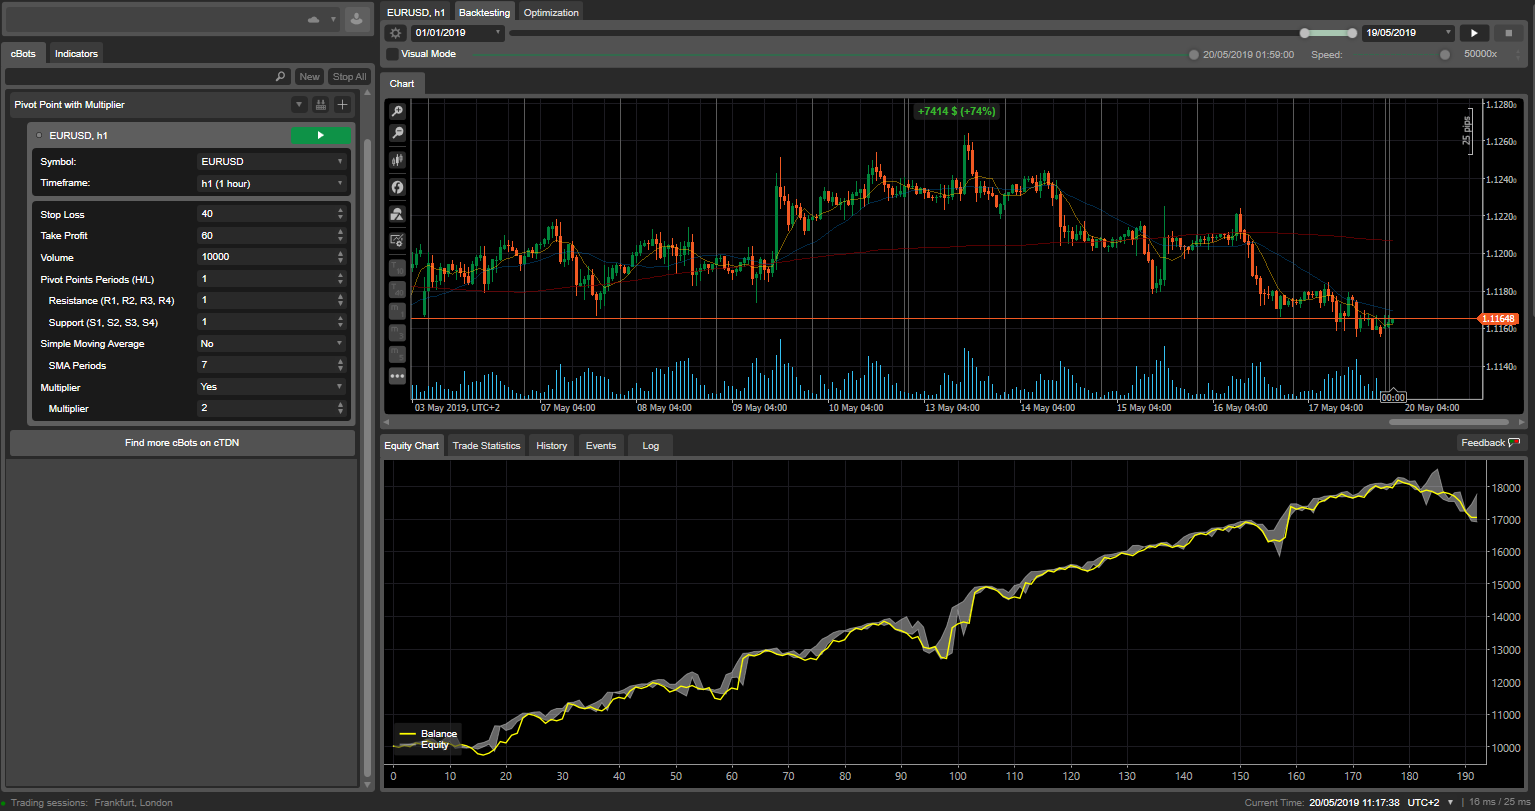 EURUSD, h1 Backtesting Optimization
01/01/2019 19/05/2019
Visual Mode 20/05/2019 01:59:00 Speed: 50000x
cBots Indicators
New Stop All
Pivot Point with Multiplier
EURUSD, h1
Symbol: EURUSD
Timeframe: h1 (1 hour)
Stop Loss 40
Take Profit 60
Volume 10000
Pivot Points Periods (H/L) 1
Resistance (R1, R2, R3, R4) 1
Support (S1, S2, S3, S4) 1
Simple Moving Average No
SMA Periods 7
Multiplier Yes
Multiplier 2
Find more cBots on cTDN
Chart
+7414 $ (+74%)
25 pips
1.12800
1.12600
1.12400
1.12200
1.12000
1.11800
1.11648
1.11600
1.11400
00:00
03 May 2019, UTC+2 07 May 04:00 08 May 04:00 09 May 04:00 10 May 04:00 13 May 04:00 14 May 04:00 15 May 04:00 16 May 04:00 17 May 04:00 20 May 04:00
Equity Chart Trade Statistics History Events Log Feedback
18000
17000
16000
15000
14000
13000
12000
11000
10000
Balance
Equity
0 10 20 30 40 50 60 70 80 90 100 110 120 130 140 150 160 170 180 190
Trading sessions: Frankfurt, London Current Time: 20/05/2019 11:17:38 UTC+2 | 16 ms / 25 ms